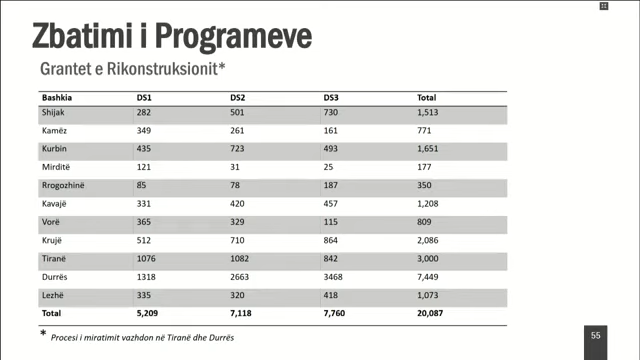 Zbatimi i Programeve
Grantet e Rikonstruksionit*
Bashkia DS1 DS2 DS3 Total
Shijak 282 501 730 1,513
Kamëz 349 261 161 771
Kurbin 435 723 493 1,651
Mirditë 121 31 25 177
Rrogozhinë 85 78 187 350
Kavajë 331 420 457 1,208
Vorë 365 329 115 809
Krujë 512 710 864 2,086
Tiranë 1076 1082 842 3,000
Durrës 1318 2663 3468 7,449
Lezhë 335 320 418 1,073
Total 5,209 7,118 7,760 20,087
* Procesi i miratimit vazhdon në Tiranë dhe Durrës
55